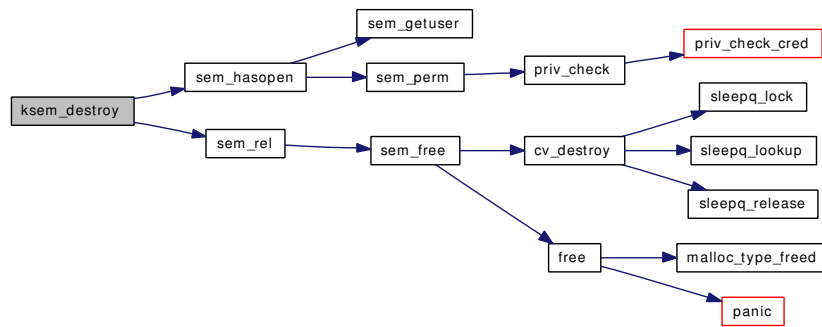 sem_getuser
priv_check_cred
sem_hasopen
sem_perm
priv_check
ksem_destroy
sleepq_lock
sem_rel
sem_free
cv_destroy
sleepq_lookup
sleepq_release
free
malloc_type_freed
panic